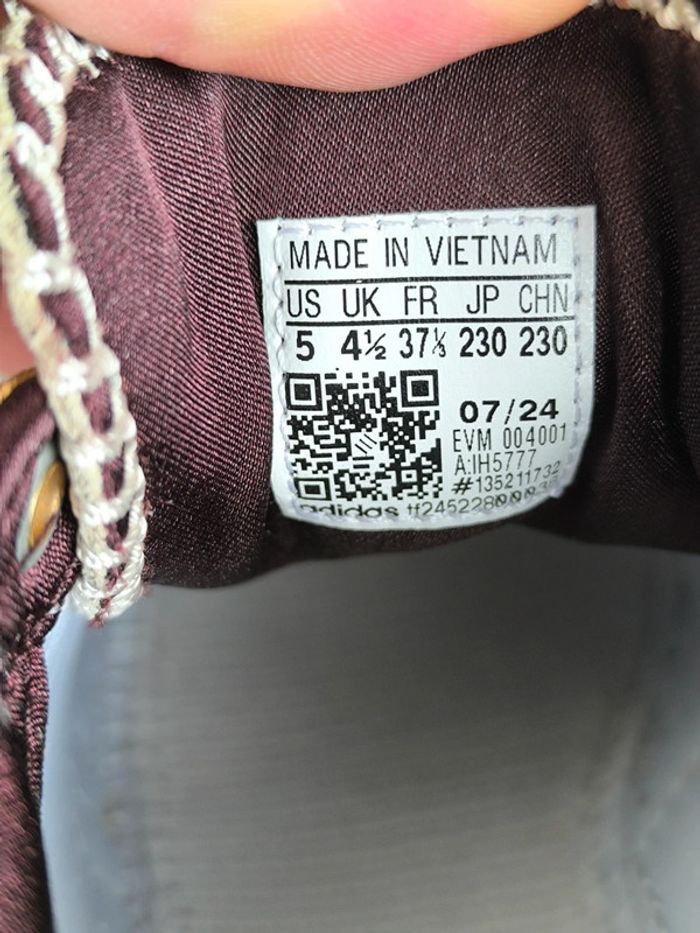 MADE IN VIETNAM
US UK FR JP CHN
5 4½ 37⅓ 230 230
07/24
EVM 004001
A:IH5777
#135211732
adidas